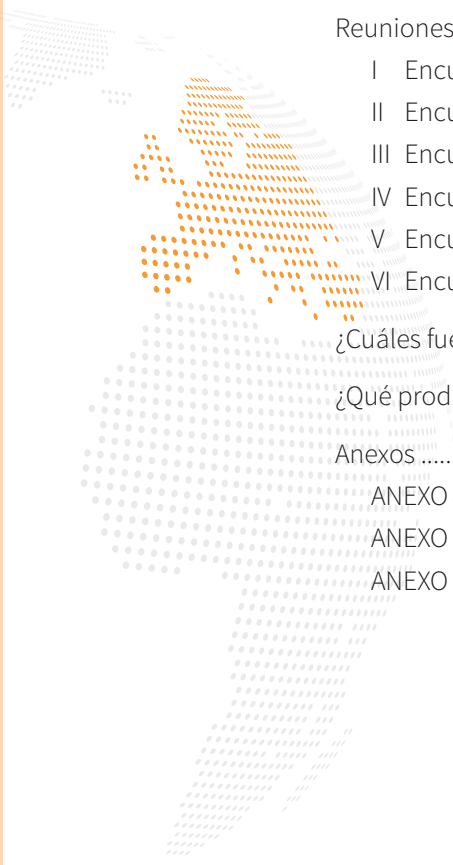 Reuniones
I Encu
II Encu
III Encu
IV Encu
V Encu
VI Encu
¿Cuáles fue
¿Qué prod
Anexos .....
ANEXO
ANEXO
ANEXO